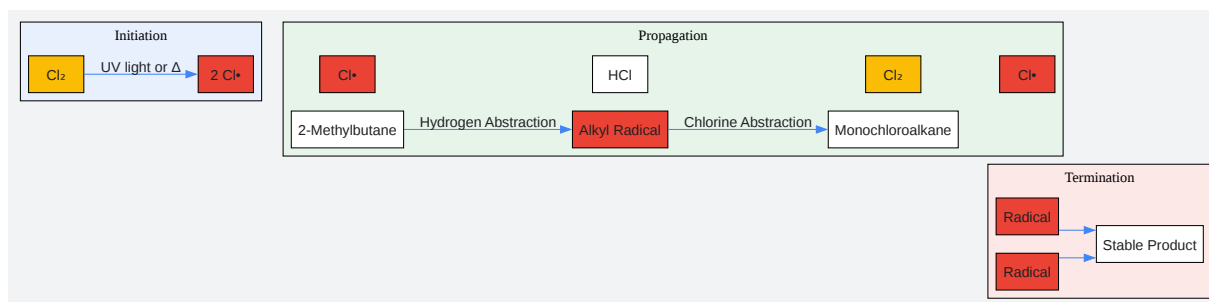 Initiation
Cl₂
UV light or Δ
2 Cl•
Propagation
Cl•
HCl
Cl₂
Cl•
2-Methylbutane
Hydrogen Abstraction
Alkyl Radical
Chlorine Abstraction
Monochloroalkane
Termination
Radical
Stable Product
Radical